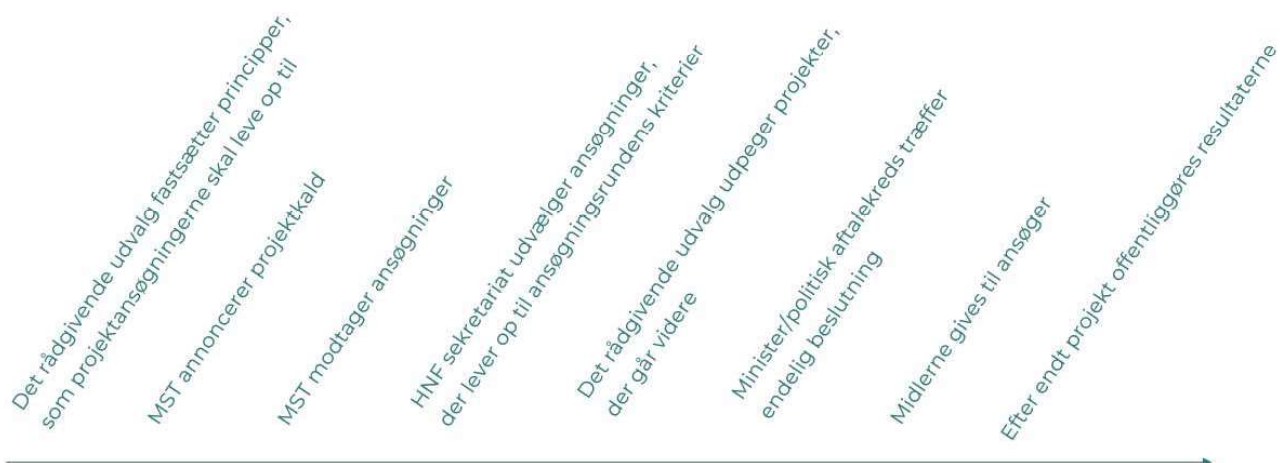 Det rådgivende udvalg fastsætter principper,
som projektansøgningerne skal leve op til
MST annoncerer projektkald
MST modtager ansøgninger
HNF sekretariat udvælger ansøgninger,
der lever op til ansøgningsrundens kriterier
Det rådgivende udvalg udpeger projekter,
der går videre
Minister/politisk aftalekreds træffer
endelig beslutning
Midlerne gives til ansøger
Efter endt projekt offentliggøres resultaterne